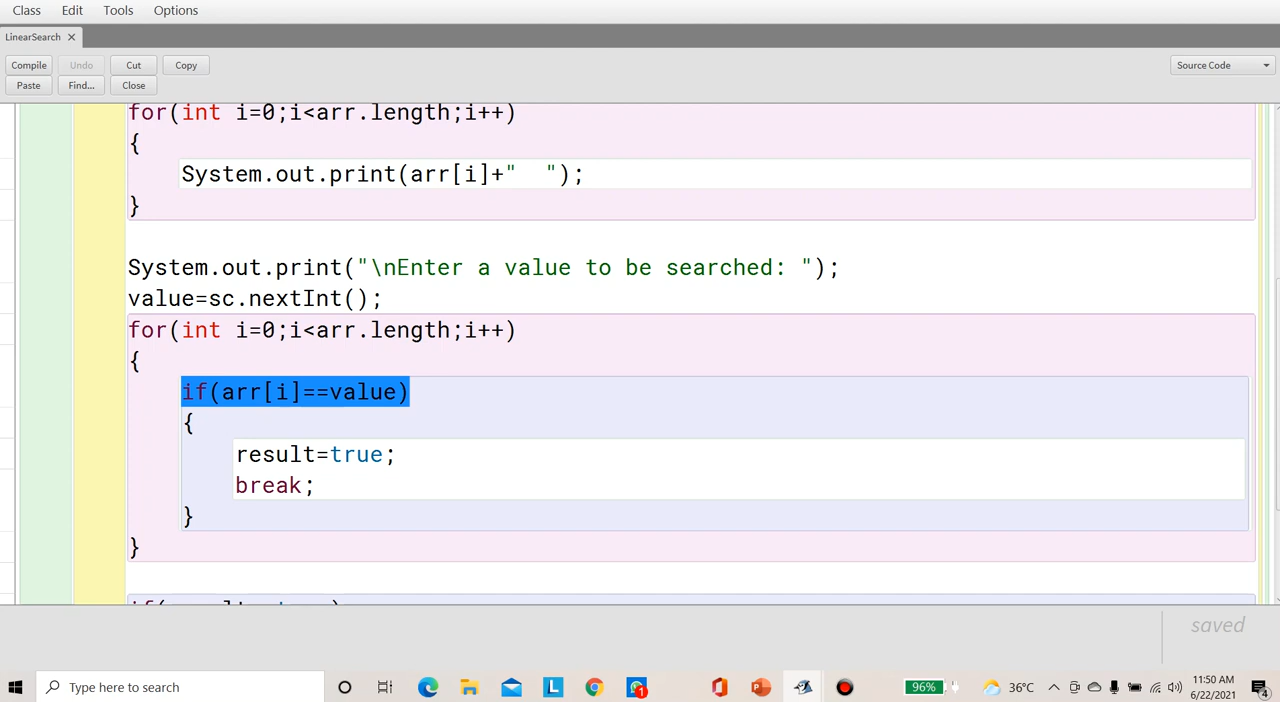 Class Edit Tools Options
LinearSearch ×
Compile Undo Cut Copy Source Code
Paste Find... Close
for(int i=0;i<arr.length;i++)
{
System.out.print(arr[i]+"  ");
}
System.out.print("\nEnter a value to be searched: ");
value=sc.nextInt();
for(int i=0;i<arr.length;i++)
{
if(arr[i]==value)
{
result=true;
break;
}
}
saved
Type here to search L 1 96% 36°C 11:50 AM
6/22/2021 4